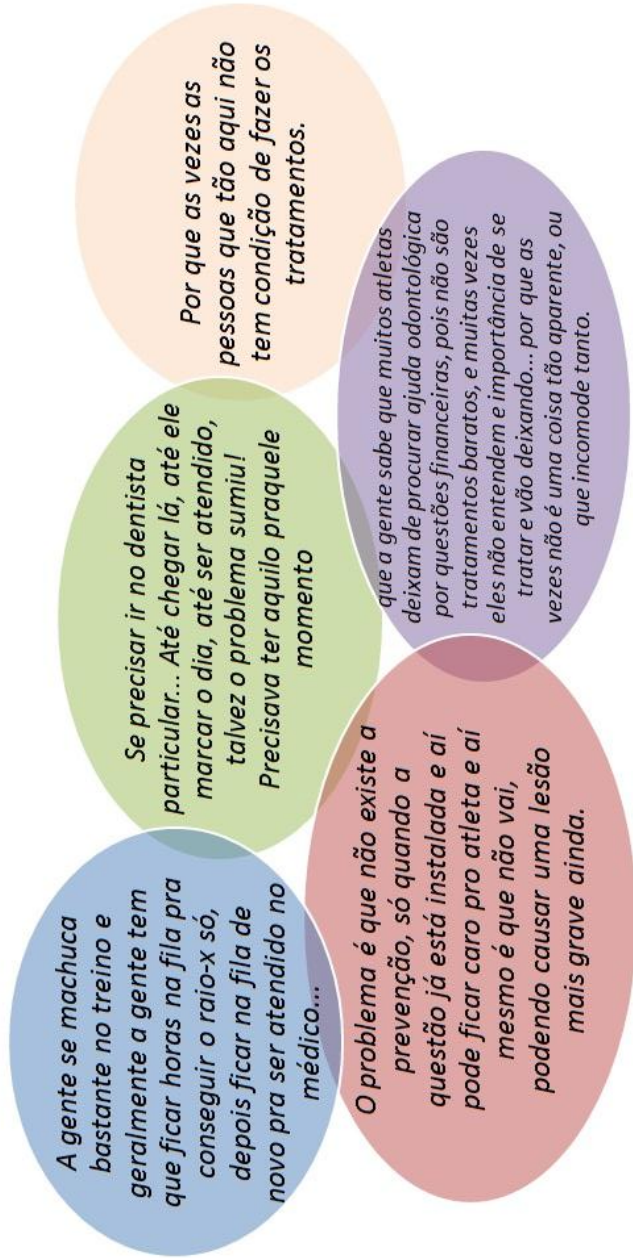 A gente se machuca
bastante no treino e
geralmente a gente tem
que ficar horas na fila pra
conseguir o raio-x só,
depois ficar na fila de
novo pra ser atendido no
médico...
Se precisar ir no dentista
particular... Até chegar lá, até ele
marcar o dia, até ser atendido,
talvez o problema sumiu!
Precisava ter aquilo praquele
momento
Por que as vezes as
pessoas que tão aqui não
tem condição de fazer os
tratamentos.
O problema é que não existe a
prevenção, só quando a
questão já está instalada e aí
pode ficar caro pro atleta e aí
mesmo é que não vai,
podendo causar uma lesão
mais grave ainda.
que a gente sabe que muitos atletas
deixam de procurar ajuda odontológica
por questões financeiras, pois não são
tratamentos baratos, e muitas vezes
eles não entendem e importância de se
tratar e vão deixando... por que as
vezes não é uma coisa tão aparente, ou
que incomode tanto.